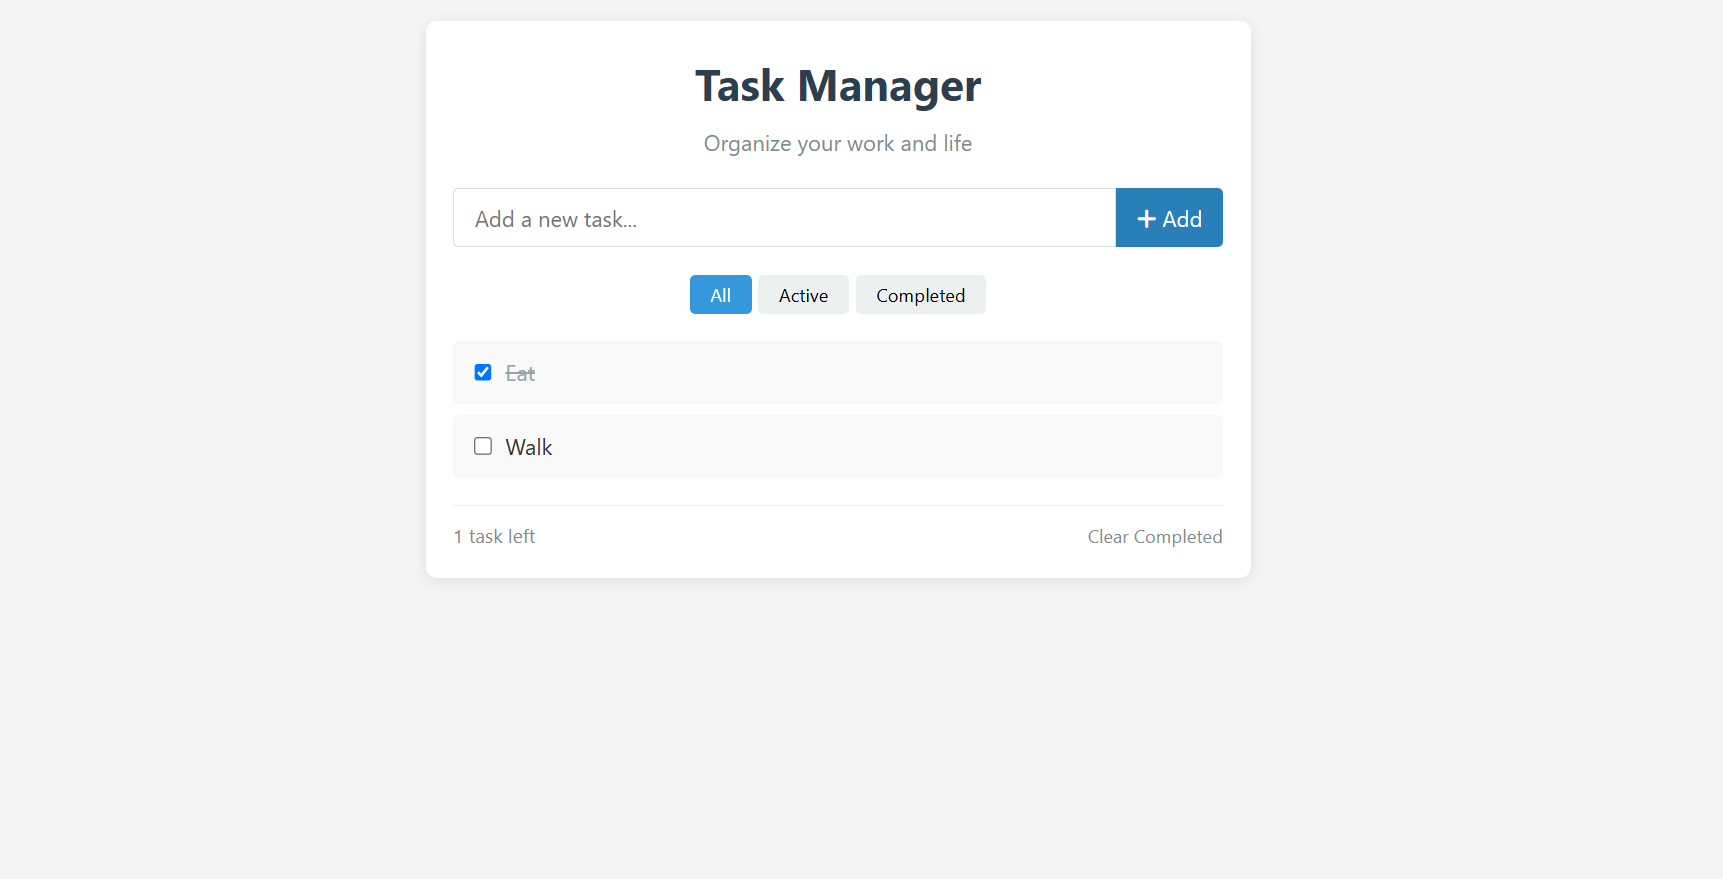 Task Manager
Organize your work and life
Add a new task...
+ Add
All Active Completed
Eat
Walk
1 task left Clear Completed